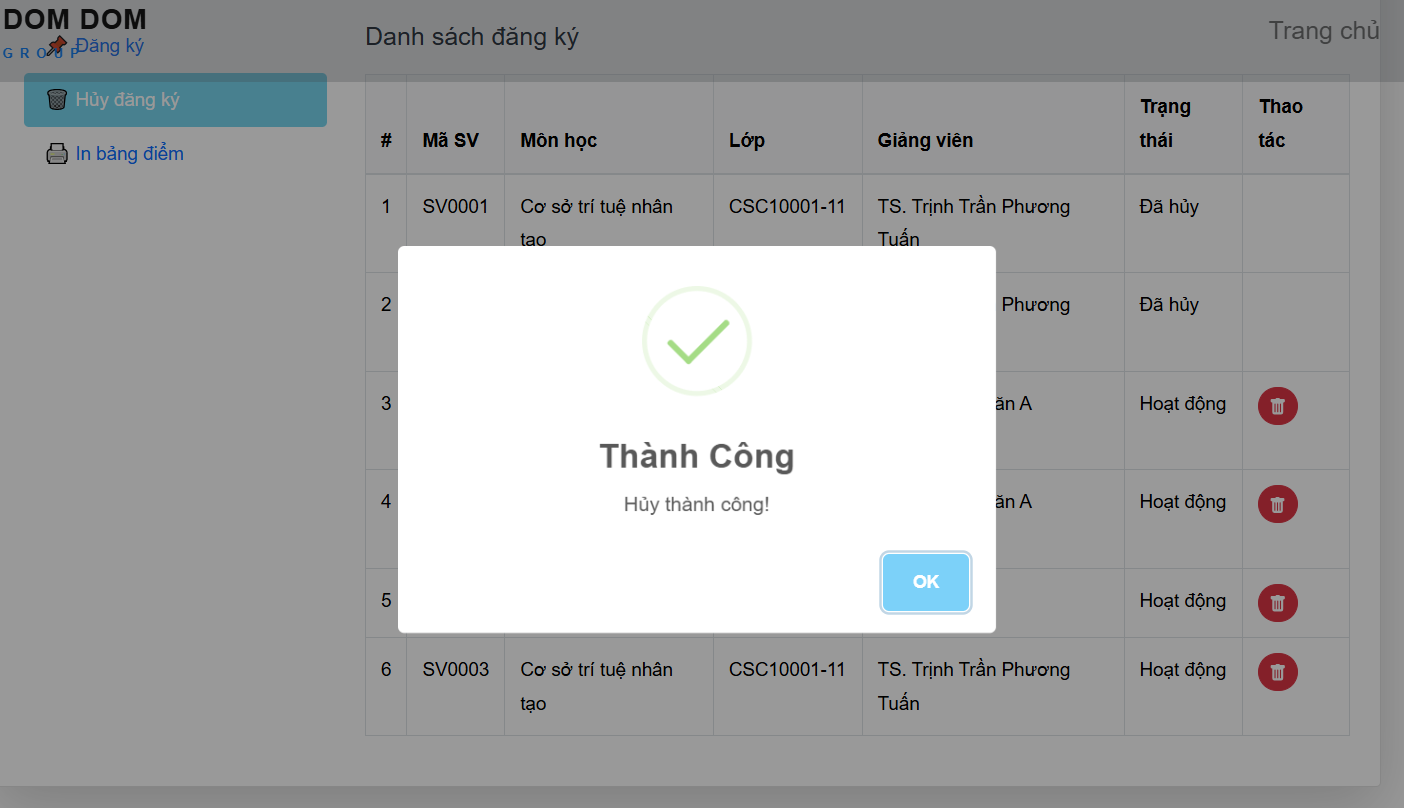 DOM DOM
GROUP
Đăng ký
Hủy đăng ký
In bảng điểm
Danh sách đăng ký
Trang chủ
# Mã SV Môn học Lớp Giảng viên Trạng thái Thao tác
1 SV0001 Cơ sở trí tuệ nhân tạo CSC10001-11 TS. Trịnh Trần Phương Tuấn Đã hủy
2 Phương Đã hủy
3 A Hoạt động
4 A Hoạt động
5 Hoạt động
6 SV0003 Cơ sở trí tuệ nhân tạo CSC10001-11 TS. Trịnh Trần Phương Tuấn Hoạt động
Thành Công
Hủy thành công!
OK